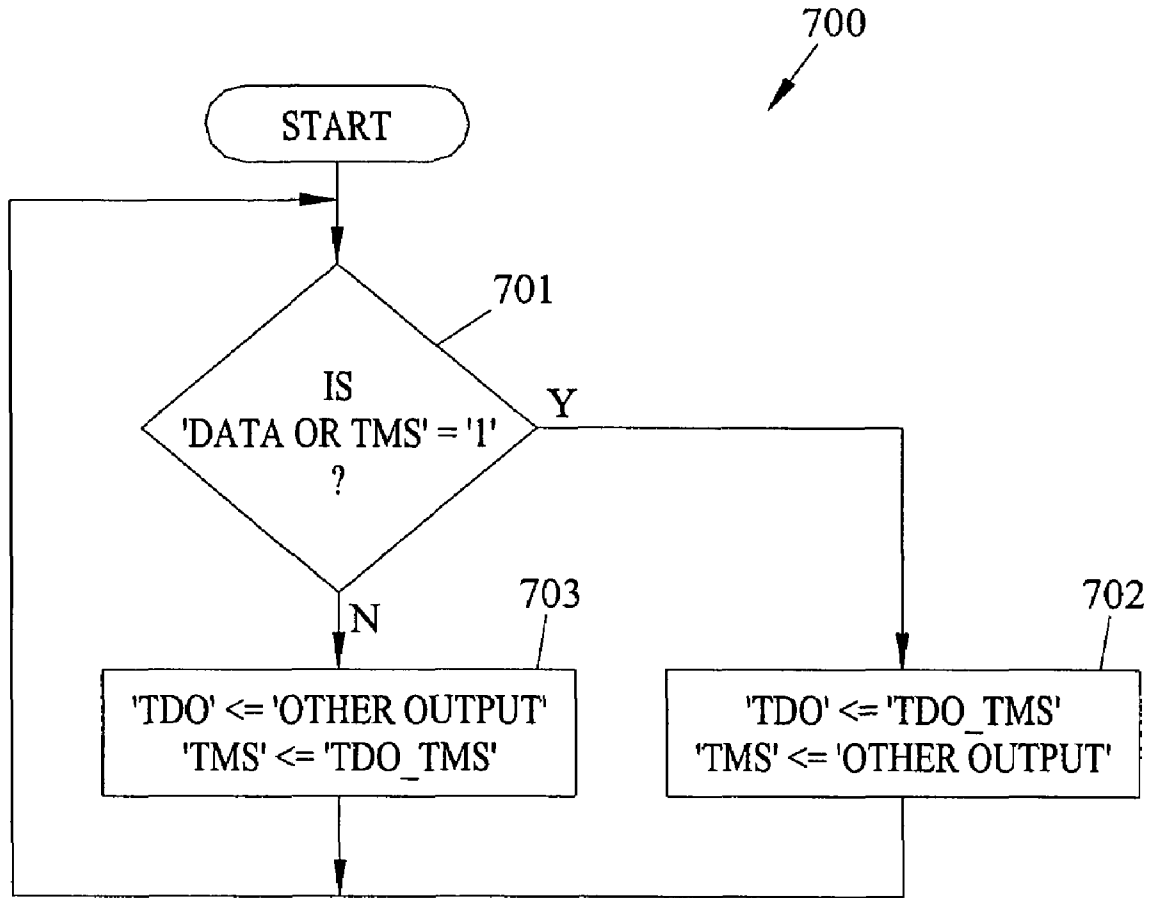 700
START
701
IS
'DATA OR TMS' = '1'
?
Y
N
703
'TDO' <= 'OTHER OUTPUT'
'TMS' <= 'TDO_TMS'
702
'TDO' <= 'TDO_TMS'
'TMS' <= 'OTHER OUTPUT'